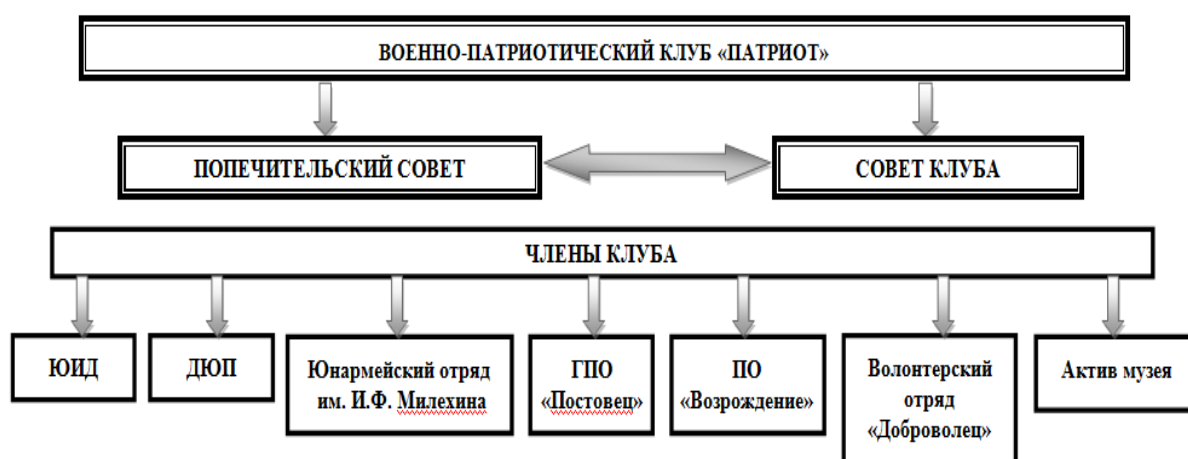 ВОЕННО-ПАТРИОТИЧЕСКИЙ КЛУБ «ПАТРИОТ»
ПОПЕЧИТЕЛЬСКИЙ СОВЕТ
СОВЕТ КЛУБА
ЧЛЕНЫ КЛУБА
ЮИД
ДЮП
Юнармейский отряд
им. И.Ф. Милехина
ГПО
«Постовец»
ПО
«Возрождение»
Волонтерский
отряд
«Доброволец»
Актив музея